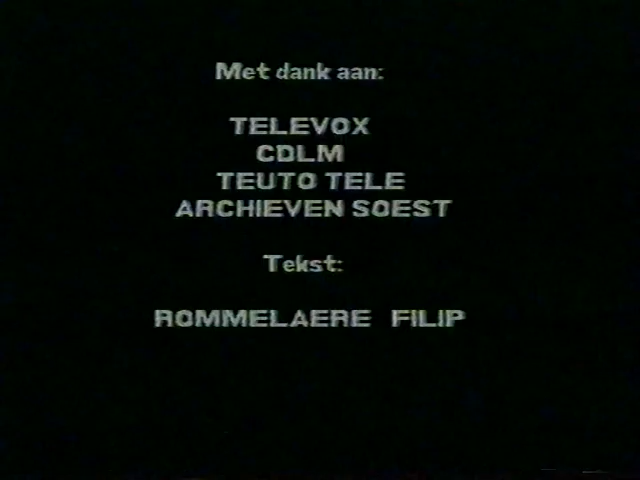 Met dank aan:
TELEVOX
CDLM
TEUTO TELE
ARCHIEVEN SOEST
Tekst:
ROMMELAERE FILIP